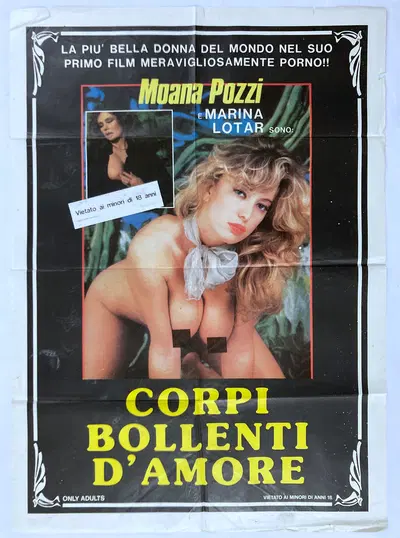 LA PIU' BELLA DONNA DEL MONDO NEL SUO
PRIMO FILM MERAVIGLIOSAMENTE PORNO!!
Moana Pozzi
E MARINA
LOTAR SONO:
Vietato ai minori di 18 anni
CORPI
BOLLENTI
D'AMORE
ONLY ADULTS
VIETATO AI MINORI DI ANNI 18